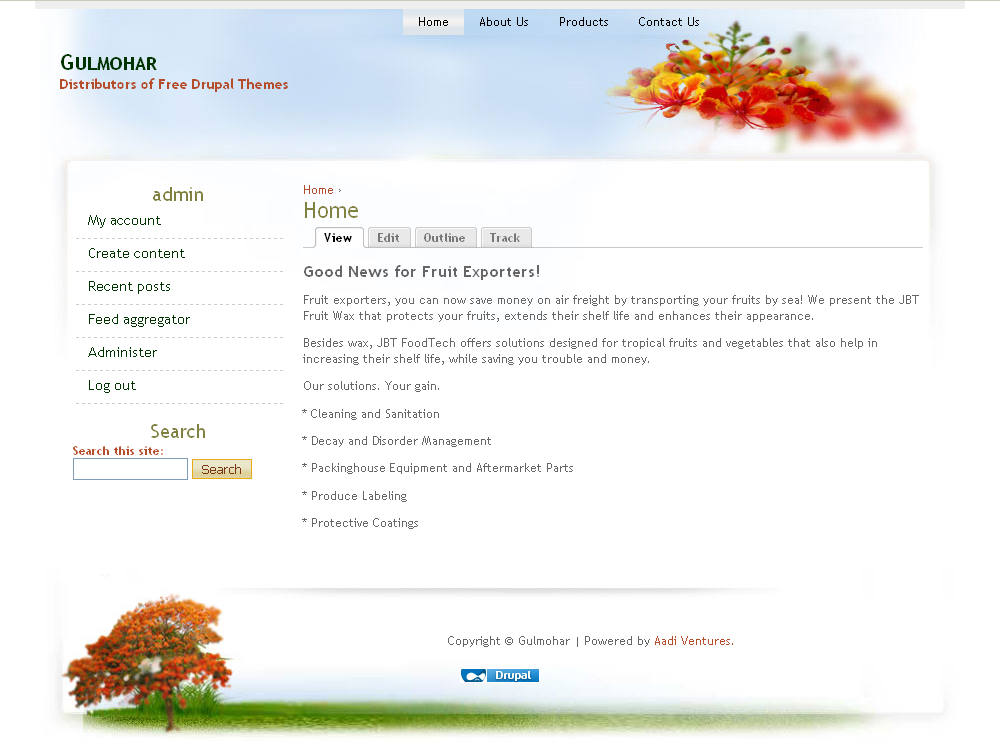 Home About Us Products Contact Us
GULMOHAR
Distributors of Free Drupal Themes
admin
My account
Create content
Recent posts
Feed aggregator
Administer
Log out
Search
Search this site:
Search
Home ›
Home
View Edit Outline Track
Good News for Fruit Exporters!
Fruit exporters, you can now save money on air freight by transporting your fruits by sea! We present the JBT
Fruit Wax that protects your fruits, extends their shelf life and enhances their appearance.
Besides wax, JBT FoodTech offers solutions designed for tropical fruits and vegetables that also help in
increasing their shelf life, while saving you trouble and money.
Our solutions. Your gain.
* Cleaning and Sanitation
* Decay and Disorder Management
* Packinghouse Equipment and Aftermarket Parts
* Produce Labeling
* Protective Coatings
Copyright © Gulmohar | Powered by Aadi Ventures.
Drupal